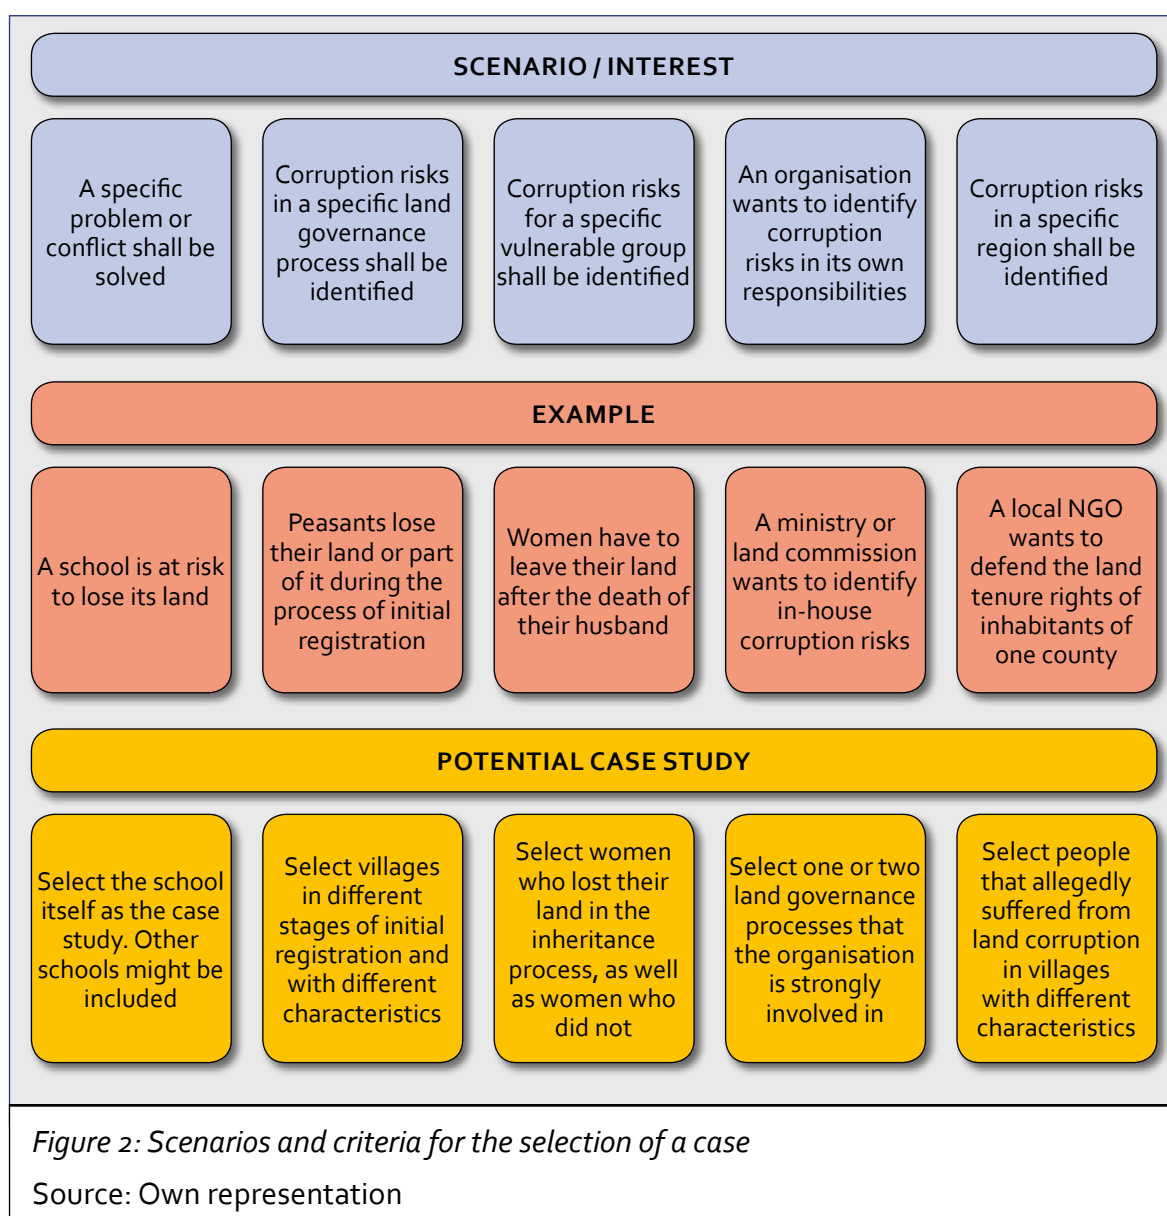 SCENARIO / INTEREST
A specific
problem or
conflict shall be
solved
Corruption risks
in a specific land
governance
process shall be
identified
Corruption risks
for a specific
vulnerable group
shall be identified
An organisation
wants to identify
corruption
risks in its own
responsibilities
Corruption risks
in a specific
region shall be
identified
EXAMPLE
A school is at risk
to lose its land
Peasants lose
their land or part
of it during the
process of initial
registration
Women have to
leave their land
after the death of
their husband
A ministry or
land commission
wants to identify
in-house
corruption risks
A local NGO
wants to
defend the land
tenure rights of
inhabitants of
one county
POTENTIAL CASE STUDY
Select the school
itself as the case
study. Other
schools might be
included
Select villages
in different
stages of initial
registration and
with different
characteristics
Select women
who lost their
land in the
inheritance
process, as well
as women who
did not
Select one or two
land governance
processes that
the organisation
is strongly
involved in
Select people
that allegedly
suffered from
land corruption
in villages
with different
characteristics
Figure 2: Scenarios and criteria for the selection of a case
Source: Own representation